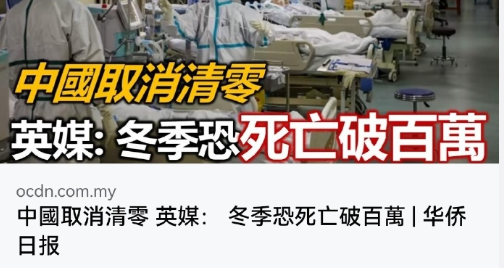 中國取消清零
英媒: 冬季恐死亡破百萬
ocdn.com.my
中國取消清零 英媒： 冬季恐死亡破百萬 | 华侨
日报